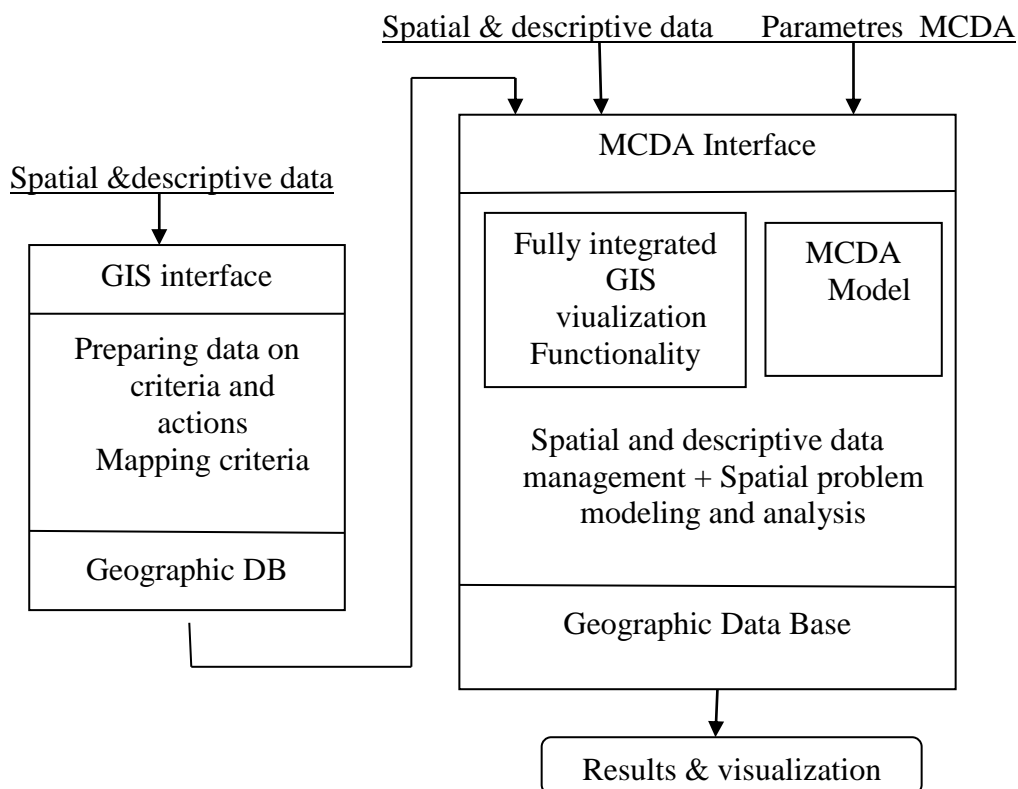 Spatial & descriptive data Parametres MCDA
Spatial &descriptive data
GIS interface
Preparing data on
criteria and
actions
Mapping criteria
Geographic DB
MCDA Interface
Fully integrated
GIS
viualization
Functionality
MCDA
Model
Spatial and descriptive data
management + Spatial problem
modeling and analysis
Geographic Data Base
Results & visualization